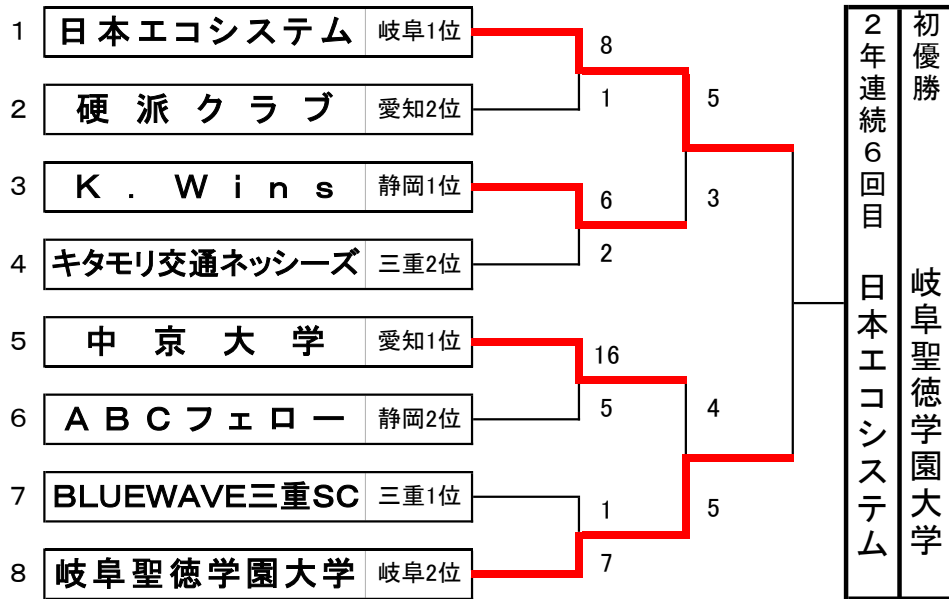 1 日本エコシステム 岐阜1位
8
2 硬派クラブ 愛知2位
1
5
3 K.Wins 静岡1位
6
3
4 キタモリ交通ネッシーズ 三重2位
2
5 中京大学 愛知1位
16
6 ABCフェロー 静岡2位
5
4
7 BLUEWAVE三重SC 三重1位
1
5
8 岐阜聖徳学園大学 岐阜2位
7
初優勝 岐阜聖徳学園大学
2年連続6回目 日本エコシステム